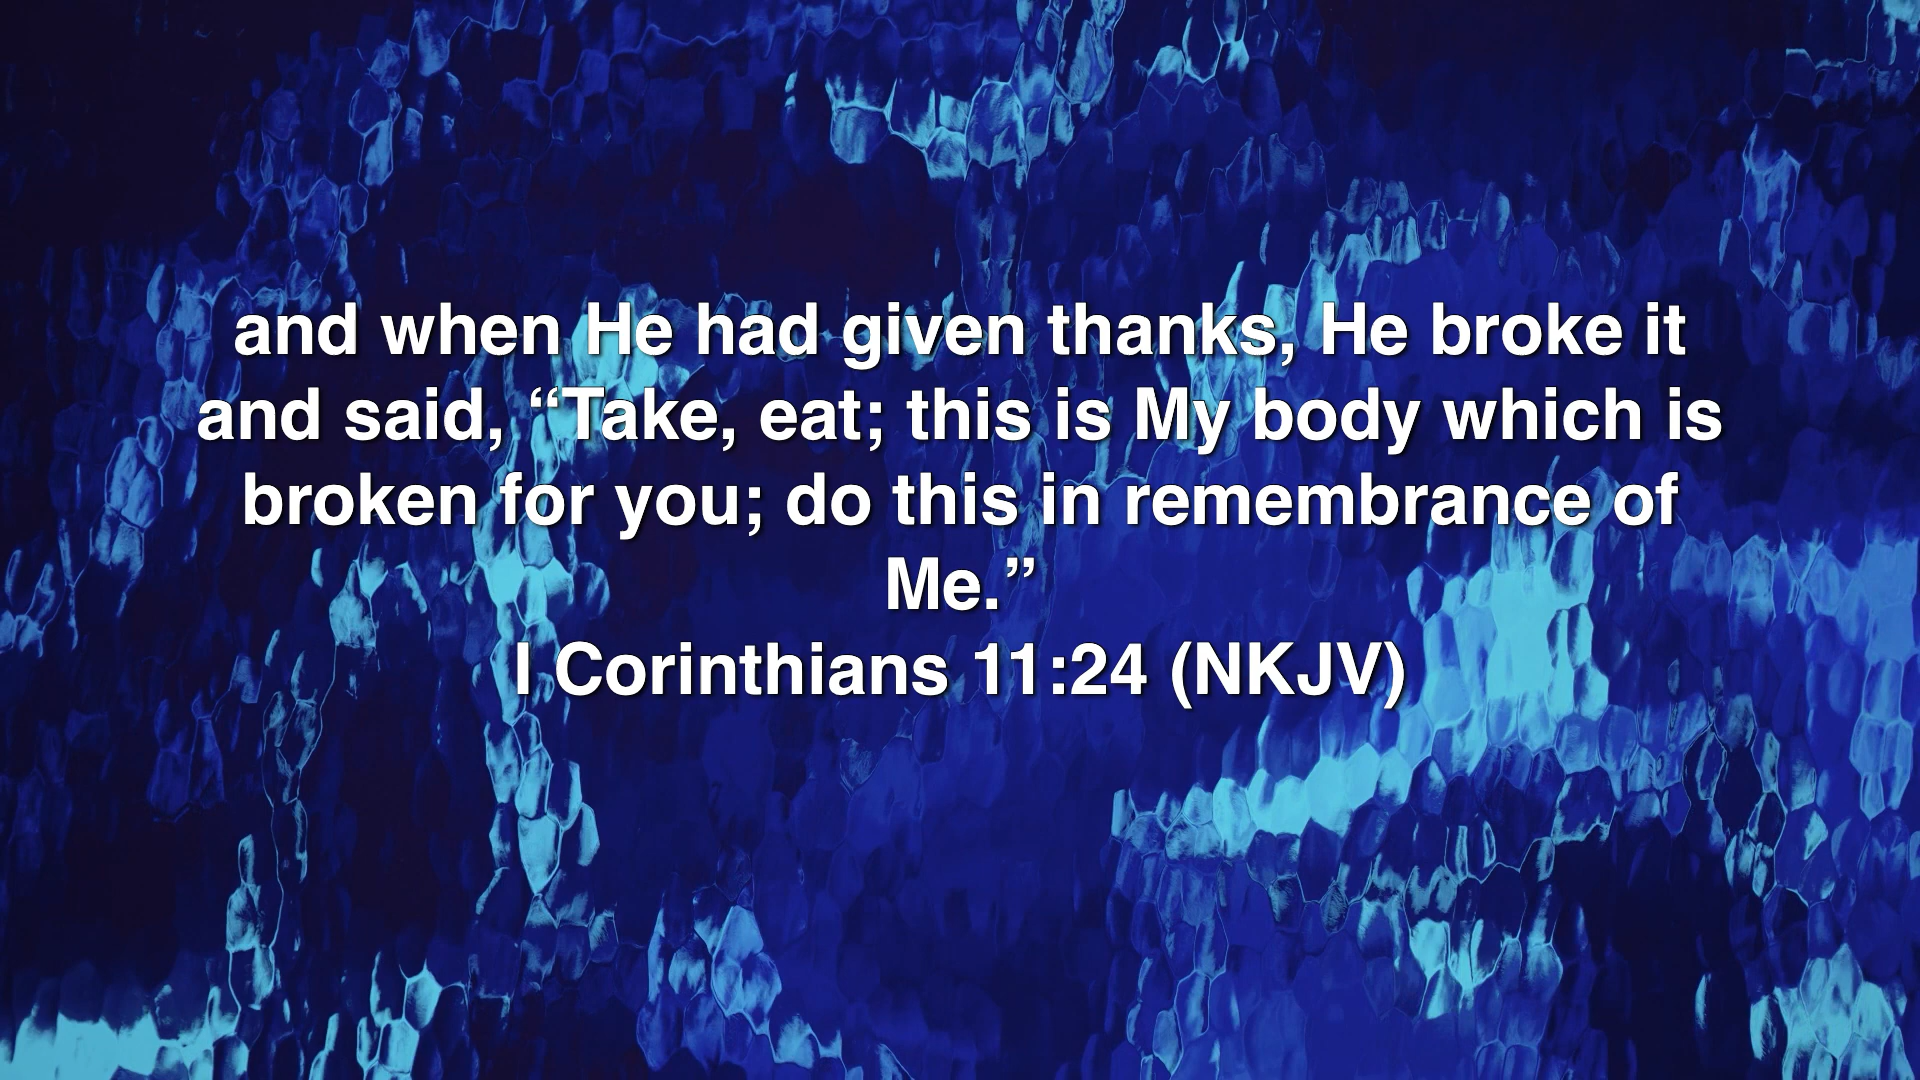 and when He had given thanks, He broke it
and said, “Take, eat; this is My body which is
broken for you; do this in remembrance of
Me.”
I Corinthians 11:24 (NKJV)